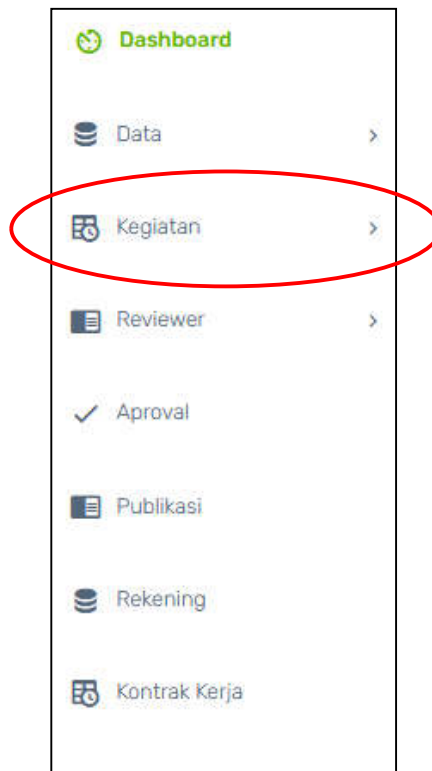 Dashboard
Data
Kegiatan
Reviewer
Aproval
Publikasi
Rekening
Kontrak Kerja